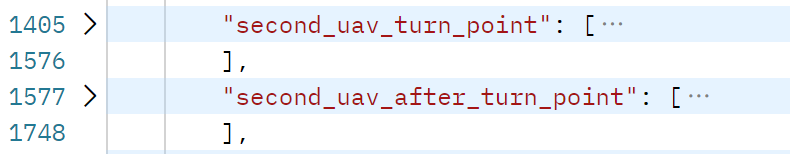 1405 > "second_uav_turn_point": [···
1576 ],
1577 > "second_uav_after_turn_point": [···
1748 ],